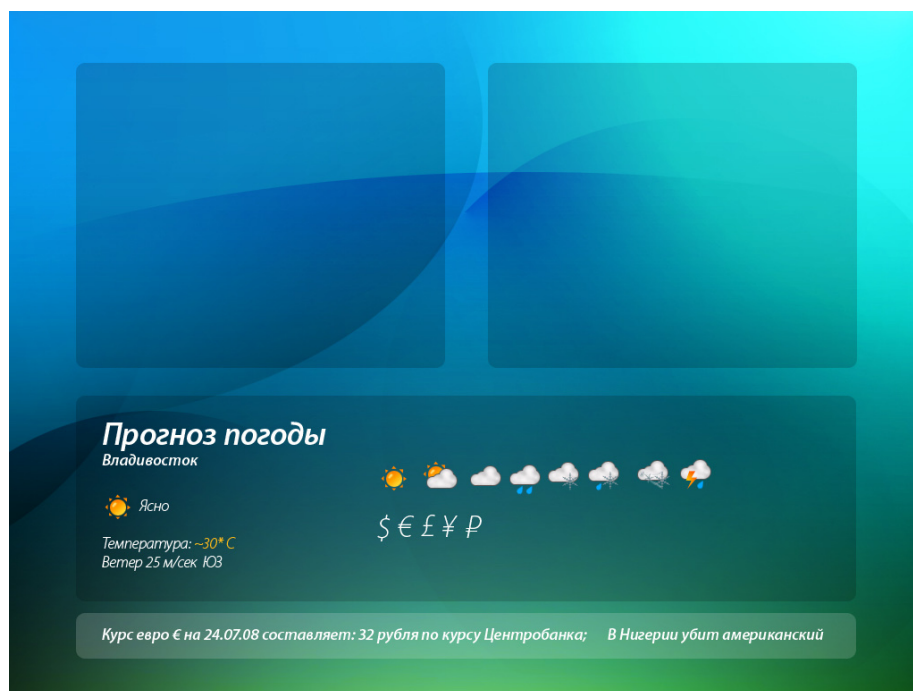 Прогноз погоды
Владивосток
Ясно
$ € £ ¥ ₽
Температура: ~30* С
Ветер 25 м/сек ЮЗ
Курс евро € на 24.07.08 составляет: 32 рубля по курсу Центробанка; В Нигерии убит американский